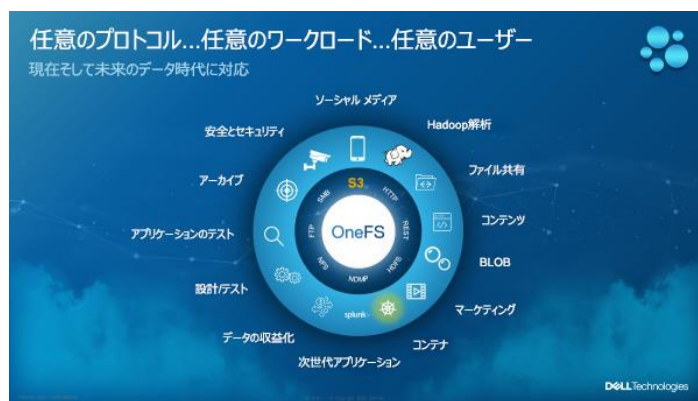 任意のプロトコル...任意のワークロード...任意のユーザー
現在そして未来のデータ時代に対応
ソーシャル メディア
安全とセキュリティ
Hadoop解析
アーカイブ
ファイル共有
アプリケーションのテスト
コンテンツ
設計/テスト
BLOB
データの収益化
マーケティング
次世代アプリケーション
コンテナ
S3
HTTP
REST
HDFS
NDMP
NFS
FTP
SMB
OneFS
splunk>
DELLTechnologies